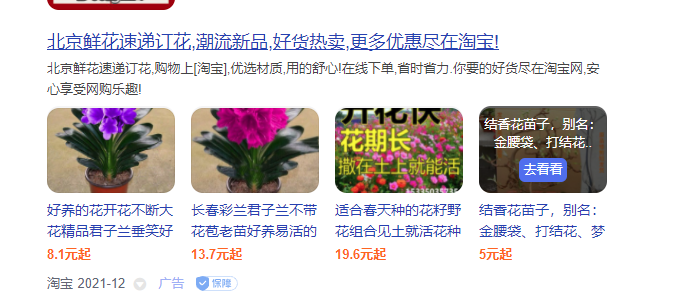 北京鲜花速递订花,潮流新品,好货热卖,更多优惠尽在淘宝!
北京鲜花速递订花,购物上[淘宝],优选材质,用的舒心!在线下单,省时省力.你要的好货尽在淘宝网,安
心享受网购乐趣!
开花快
花期长
撒在土上就能活
结香花苗子，别名：
金腰袋、打结花..
去看看
好养的花开花不断大
花精品君子兰垂笑好
8.1元起
长春彩兰君子兰不带
花苞老苗好养易活的
13.7元起
适合春天种的花籽野
花组合见土就活花种
19.6元起
结香花苗子，别名：
金腰袋、打结花、梦
5元起
淘宝 2021-12 广告 保障